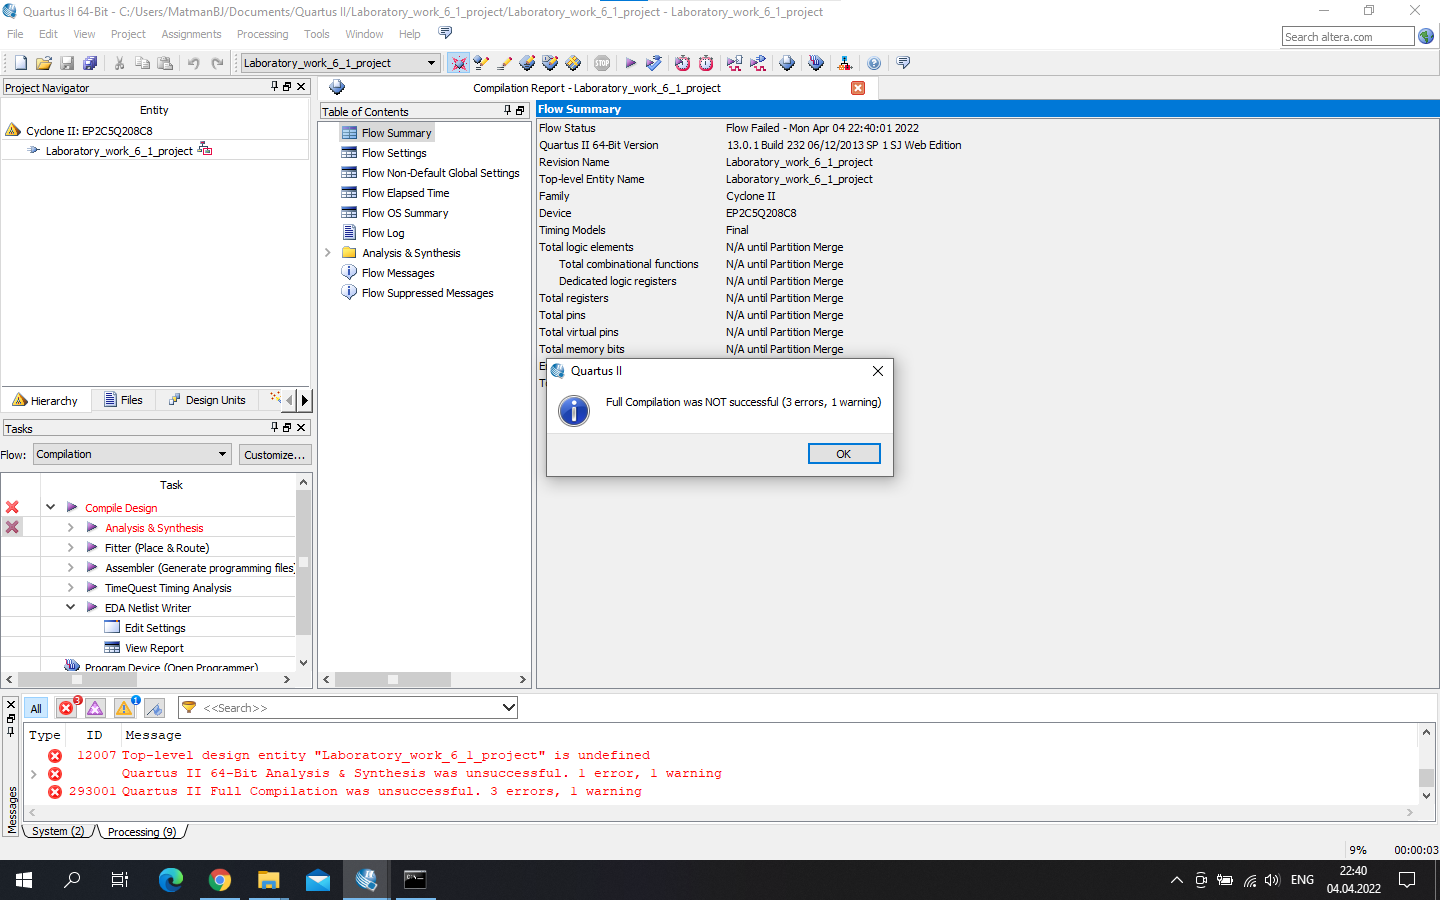 Quartus II 64-Bit - C:/Users/MatmanBJ/Documents/Quartus II/Laboratory_work_6_1_project/Laboratory_work_6_1_project - Laboratory_work_6_1_project
File Edit View Project Assignments Processing Tools Window Help
Search altera.com
Laboratory_work_6_1_project
Project Navigator
Entity
Cyclone II: EP2C5Q208C8
Laboratory_work_6_1_project
Hierarchy
Files
Design Units
Tasks
Flow: Compilation
Customize...
Task
Compile Design
Analysis & Synthesis
Fitter (Place & Route)
Assembler (Generate programming files)
TimeQuest Timing Analysis
EDA Netlist Writer
Edit Settings
View Report
Program Device (Open Programmer)
Compilation Report - Laboratory_work_6_1_project
Table of Contents
Flow Summary
Flow Settings
Flow Non-Default Global Settings
Flow Elapsed Time
Flow OS Summary
Flow Log
Analysis & Synthesis
Flow Messages
Flow Suppressed Messages
Flow Summary
Flow Status Flow Failed - Mon Apr 04 22:40:01 2022
Quartus II 64-Bit Version 13.0.1 Build 232 06/12/2013 SP 1 SJ Web Edition
Revision Name Laboratory_work_6_1_project
Top-level Entity Name Laboratory_work_6_1_project
Family Cyclone II
Device EP2C5Q208C8
Timing Models Final
Total logic elements N/A until Partition Merge
Total combinational functions N/A until Partition Merge
Dedicated logic registers N/A until Partition Merge
Total registers N/A until Partition Merge
Total pins N/A until Partition Merge
Total virtual pins N/A until Partition Merge
Total memory bits N/A until Partition Merge
Quartus II
Full Compilation was NOT successful (3 errors, 1 warning)
OK
All
3
1
<<Search>>
Type ID Message
12007 Top-level design entity "Laboratory_work_6_1_project" is undefined
Quartus II 64-Bit Analysis & Synthesis was unsuccessful. 1 error, 1 warning
293001 Quartus II Full Compilation was unsuccessful. 3 errors, 1 warning
Messages
System (2)
Processing (9)
9% 00:00:03
ENG
22:40
04.04.2022